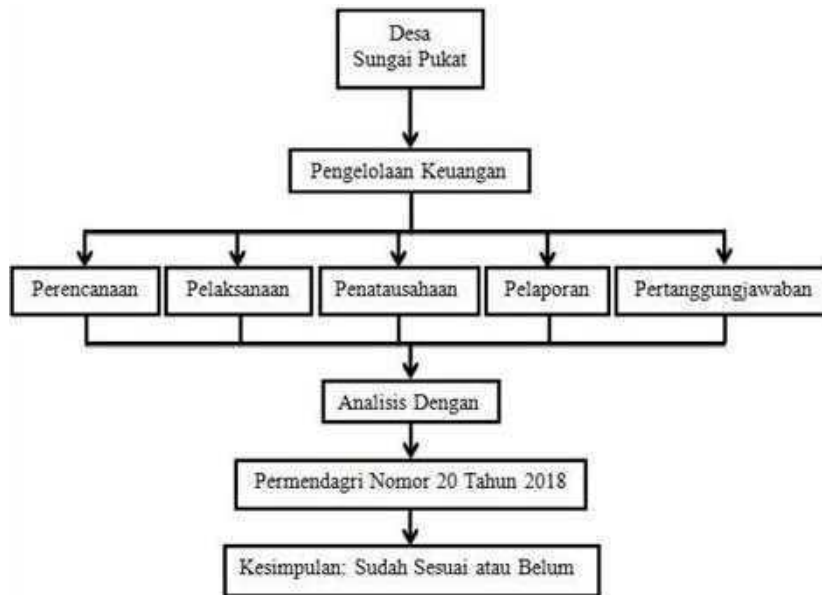 Desa
Sungai Pukat
Pengelolaan Keuangan
Perencanaan
Pelaksanaan
Penatausahaan
Pelaporan
Pertanggungjawaban
Analisis Dengan
Permendagri Nomor 20 Tahun 2018
Kesimpulan: Sudah Sesuai atau Belum